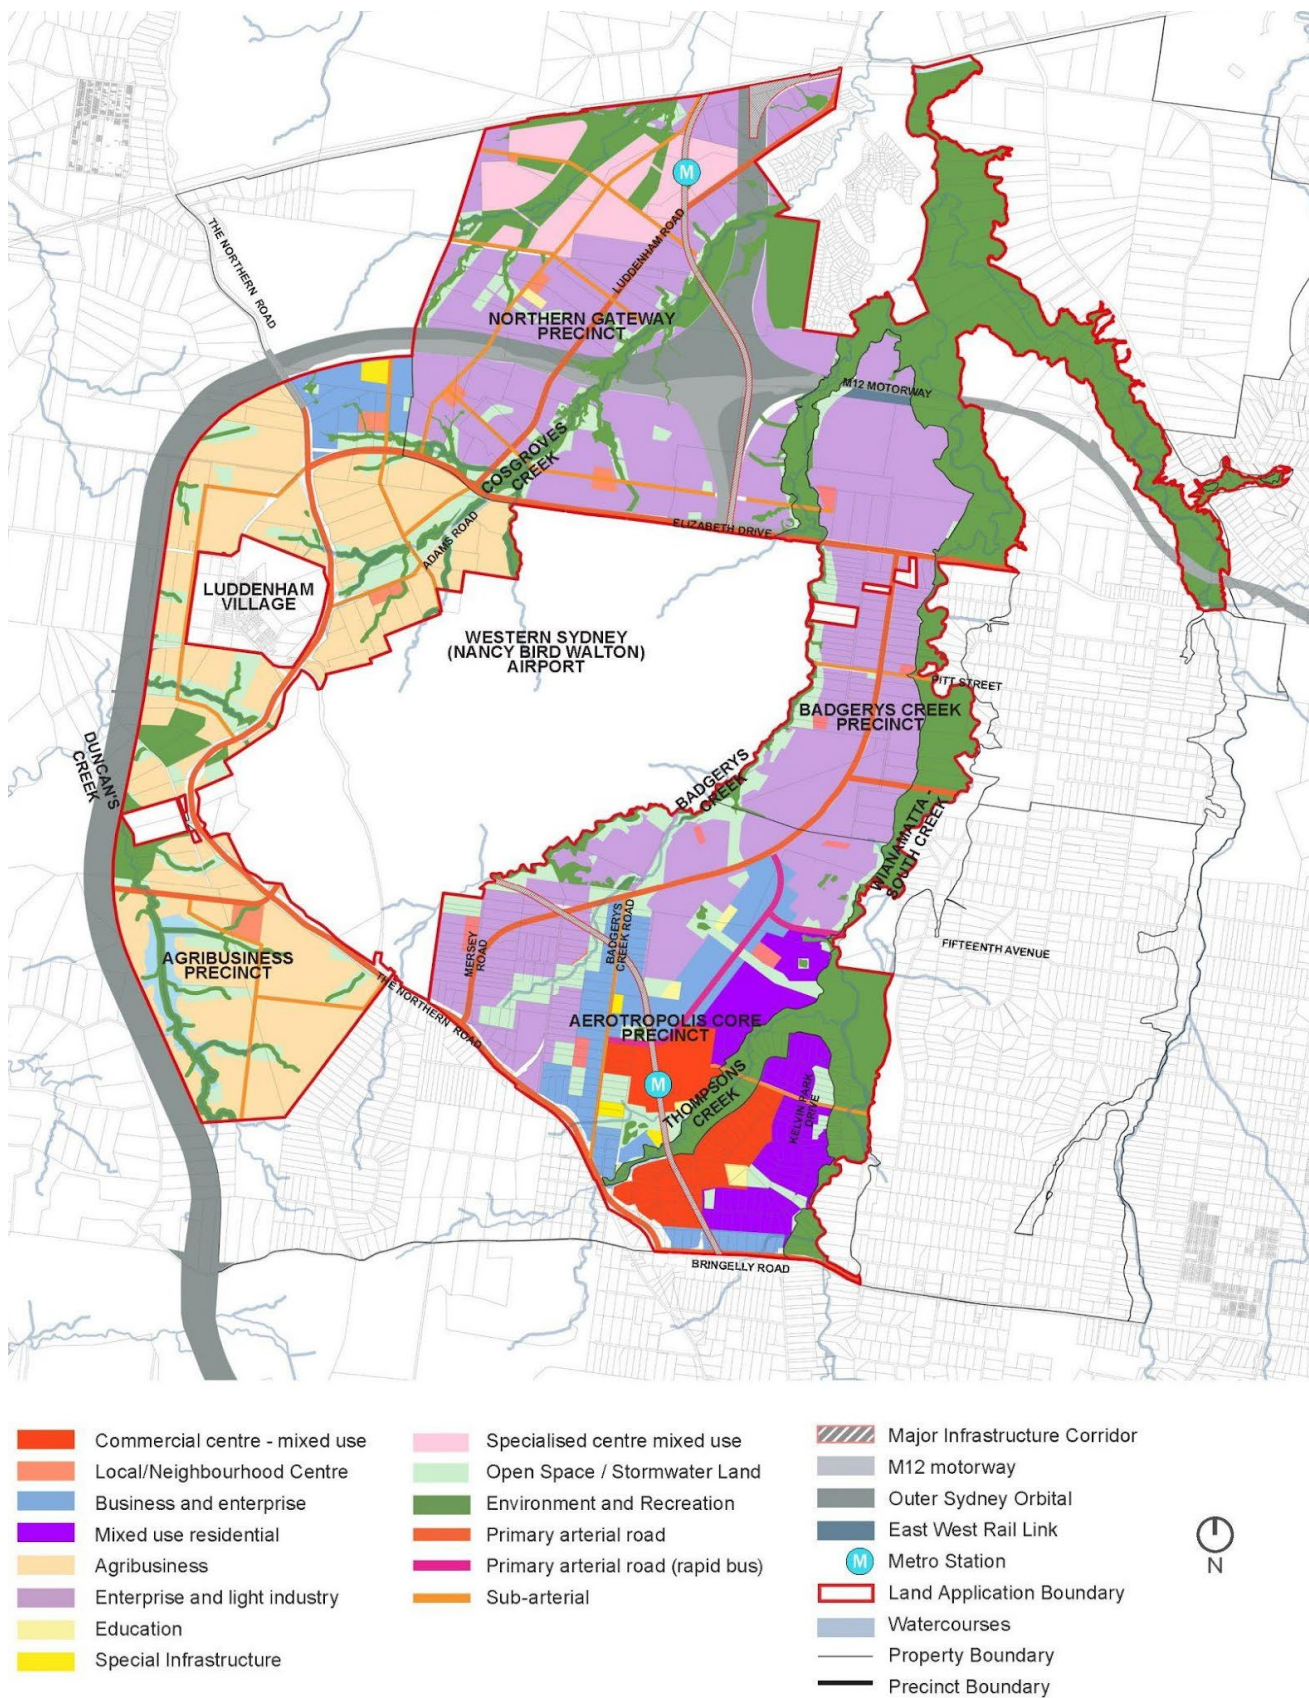 M
THE NORTHERN ROAD
LUDDENHAM ROAD
NORTHERN GATEWAY
PRECINCT
M12 MOTORWAY
COSGROVES
CREEK
ELIZABETH DRIVE
ADAMS ROAD
LUDDENHAM
VILLAGE
WESTERN SYDNEY
(NANCY BIRD WALTON)
AIRPORT
PITT STREET
BADGERYS CREEK
PRECINCT
DUNCAN'S
CREEK
BADGERYS
CREEK
WIANAMATTA -
SOUTH CREEK
MERSEY
ROAD
BADGERYS
CREEK ROAD
FIFTEENTH AVENUE
AGRIBUSINESS
PRECINCT
THE NORTHERN ROAD
AEROTROPOLIS CORE
PRECINCT
M
THOMPSONS
CREEK
KELVIN PARK
DRIVE
BRINGELLY ROAD
Commercial centre - mixed use
Local/Neighbourhood Centre
Business and enterprise
Mixed use residential
Agribusiness
Enterprise and light industry
Education
Special Infrastructure
Specialised centre mixed use
Open Space / Stormwater Land
Environment and Recreation
Primary arterial road
Primary arterial road (rapid bus)
Sub-arterial
Major Infrastructure Corridor
M12 motorway
Outer Sydney Orbital
East West Rail Link
M
Metro Station
Land Application Boundary
Watercourses
Property Boundary
Precinct Boundary
N